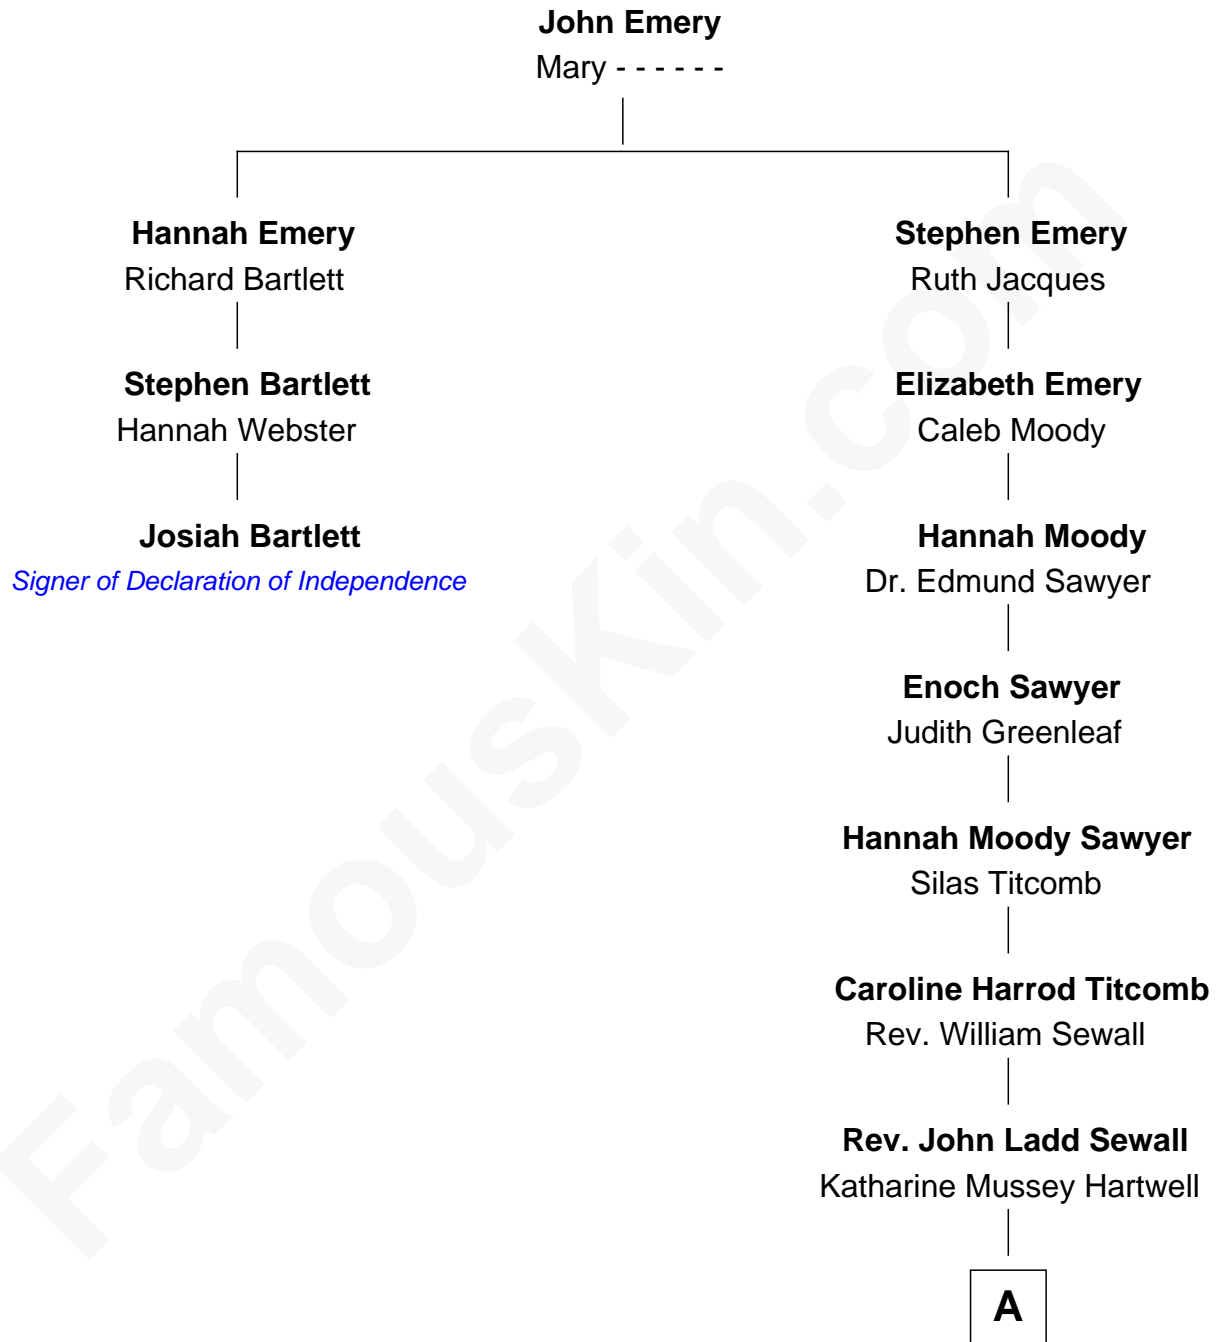 John Emery
Mary - - - - - -
Hannah Emery
Richard Bartlett
Stephen Bartlett
Hannah Webster
Josiah Bartlett
Signer of Declaration of Independence
Stephen Emery
Ruth Jacques
Elizabeth Emery
Caleb Moody
Hannah Moody
Dr. Edmund Sawyer
Enoch Sawyer
Judith Greenleaf
Hannah Moody Sawyer
Silas Titcomb
Caroline Harrod Titcomb
Rev. William Sewall
Rev. John Ladd Sewall
Katharine Mussey Hartwell
A
FamousKin.com